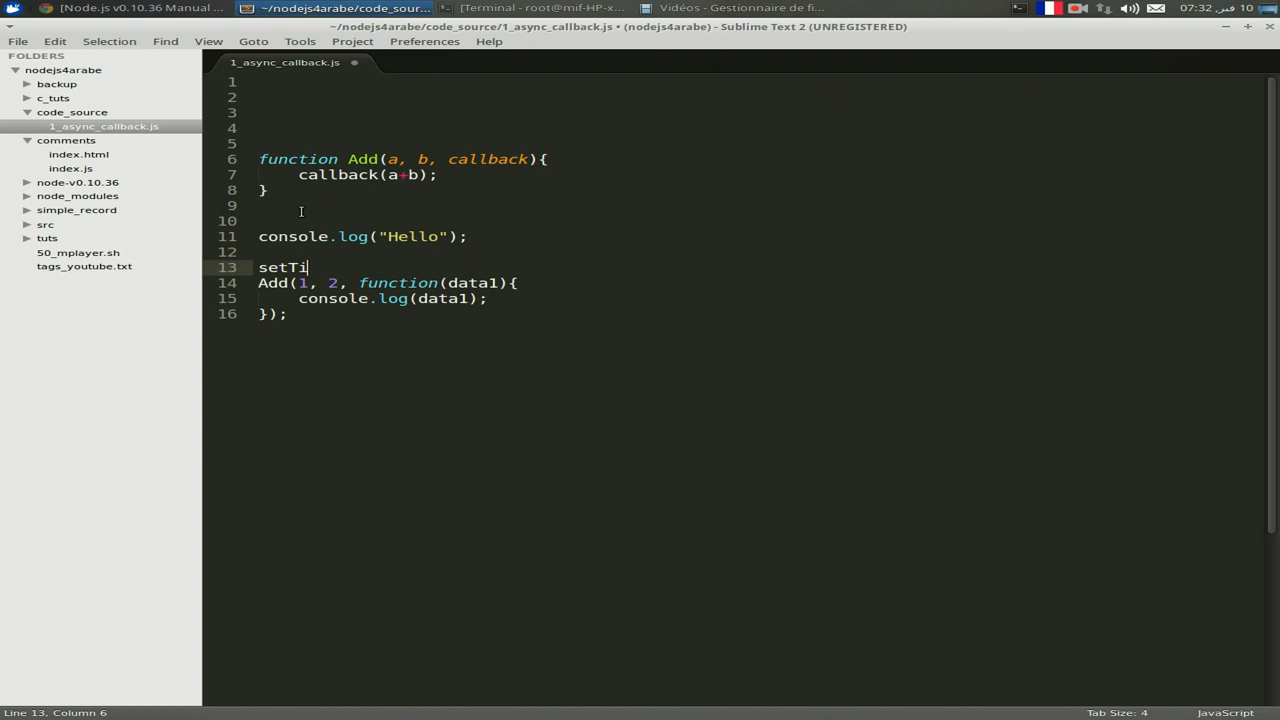 [Node.js v0.10.36 Manual ...
~/nodejs4arabe/code_sour...
[Terminal - root@mif-HP-x...
Vidéos - Gestionnaire de fi...
07:32 ,فبر 10
~/nodejs4arabe/code_source/1_async_callback.js • (nodejs4arabe) - Sublime Text 2 (UNREGISTERED)
File Edit Selection Find View Goto Tools Project Preferences Help
FOLDERS
nodejs4arabe
backup
c_tuts
code_source
1_async_callback.js
comments
index.html
index.js
node-v0.10.36
node_modules
simple_record
src
tuts
50_mplayer.sh
tags_youtube.txt
1_async_callback.js
1
2
3
4
5
6 function Add(a, b, callback){
7 callback(a+b);
8 }
9
10
11 console.log("Hello");
12
13 setTi
14 Add(1, 2, function(data1){
15 console.log(data1);
16 });
Line 13, Column 6
Tab Size: 4
JavaScript